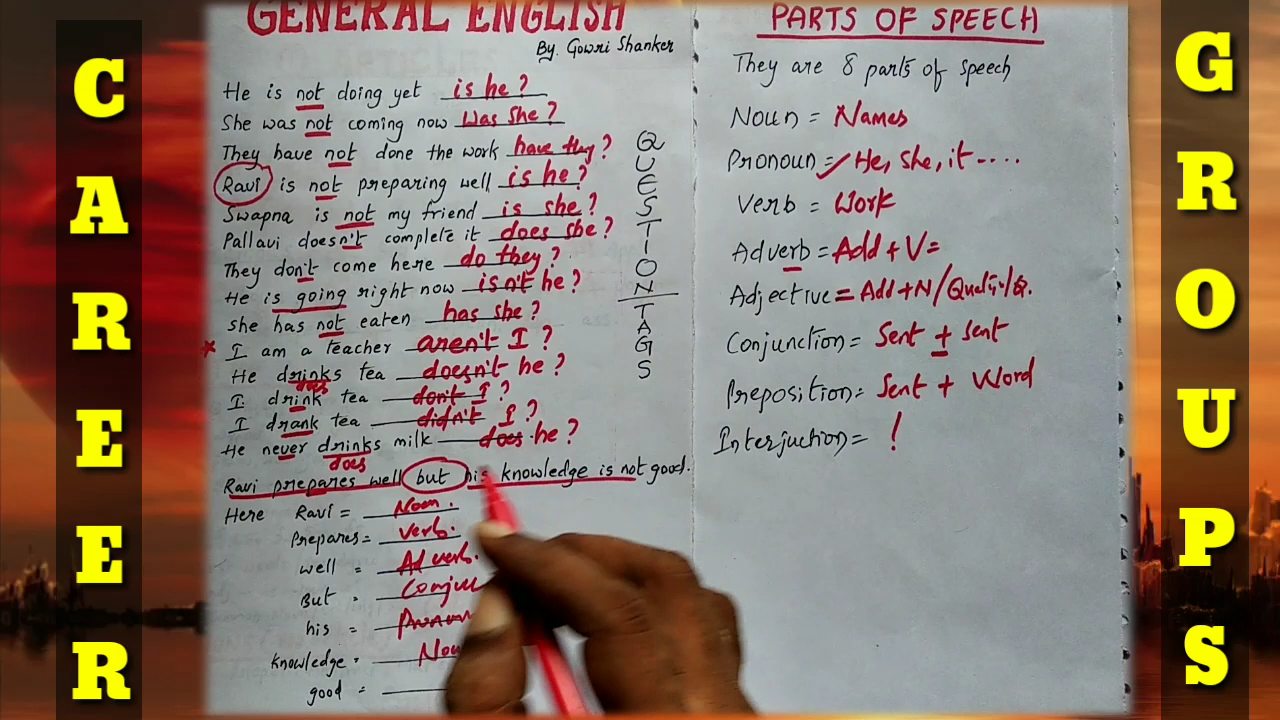 CAREER
GENERAL ENGLISH
By. Gowri Shanker
He is not doing yet is he?
She was not coming now was she?
They have not done the work have they?
Ravi is not preparing well is he?
Swapna is not my friend is she?
Pallavi doesn't complete it does she?
They don't come here do they?
He is going right now isn't he?
she has not eaten has she?
* I am a teacher aren't I?
He drinks tea doesn't he?
does
I drink tea don't I?
I drank tea didn't I?
He never drinks milk does he?
does
QUESTION TAGS
Ravi prepares well but his knowledge is not good.
Here Ravi = Noun.
Prepares = verb.
well = Adverb.
But =
his =
knowledge =
good =
PARTS OF SPEECH
They are 8 parts of speech
Noun = Names
Pronoun = He, she, it ....
Verb = Work
Adverb = Add + V =
Adjective = Add + N /
Conjunction = Sent + Sent
Preposition = Sent + Word
Interjuction = !
GROUPS